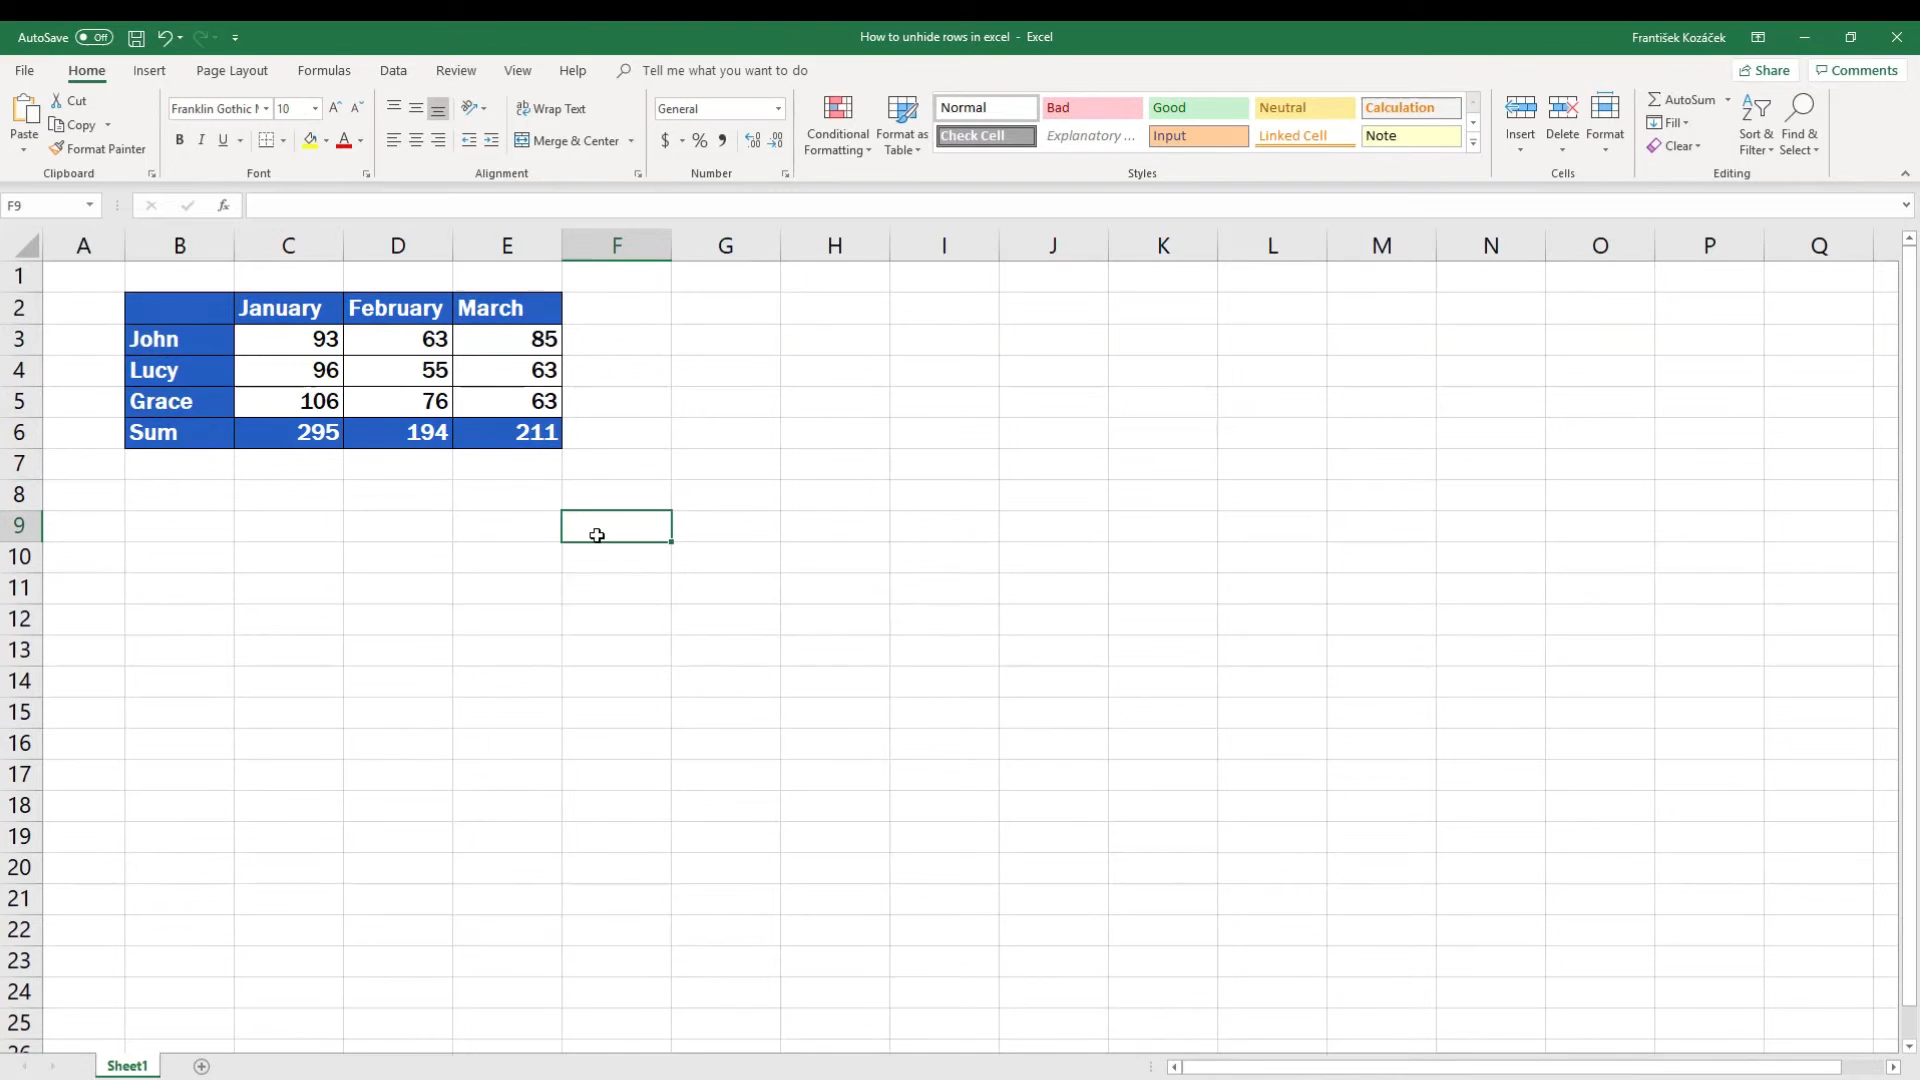 AutoSave Off
How to unhide rows in excel - Excel
František Kozáček
File Home Insert Page Layout Formulas Data Review View Help Tell me what you want to do
Share Comments
Paste
Cut
Copy
Format Painter
Clipboard
10
B I U
Font
Wrap Text
Merge & Center
Alignment
General
$ %
Number
Conditional Formatting
Format as Table
Normal Bad Good Neutral Calculation
Check Cell Explanatory ... Input Linked Cell Note
Styles
Insert Delete Format
Cells
AutoSum
Fill
Clear
Sort & Filter
Find & Select
Editing
F9
fx
A B C D E F G H I J K L M N O P Q
1
2 January February March
3 John 93 63 85
4 Lucy 96 55 63
5 Grace 106 76 63
6 Sum 295 194 211
7
8
9
10
11
12
13
14
15
16
17
18
19
20
21
22
23
24
25
Sheet1